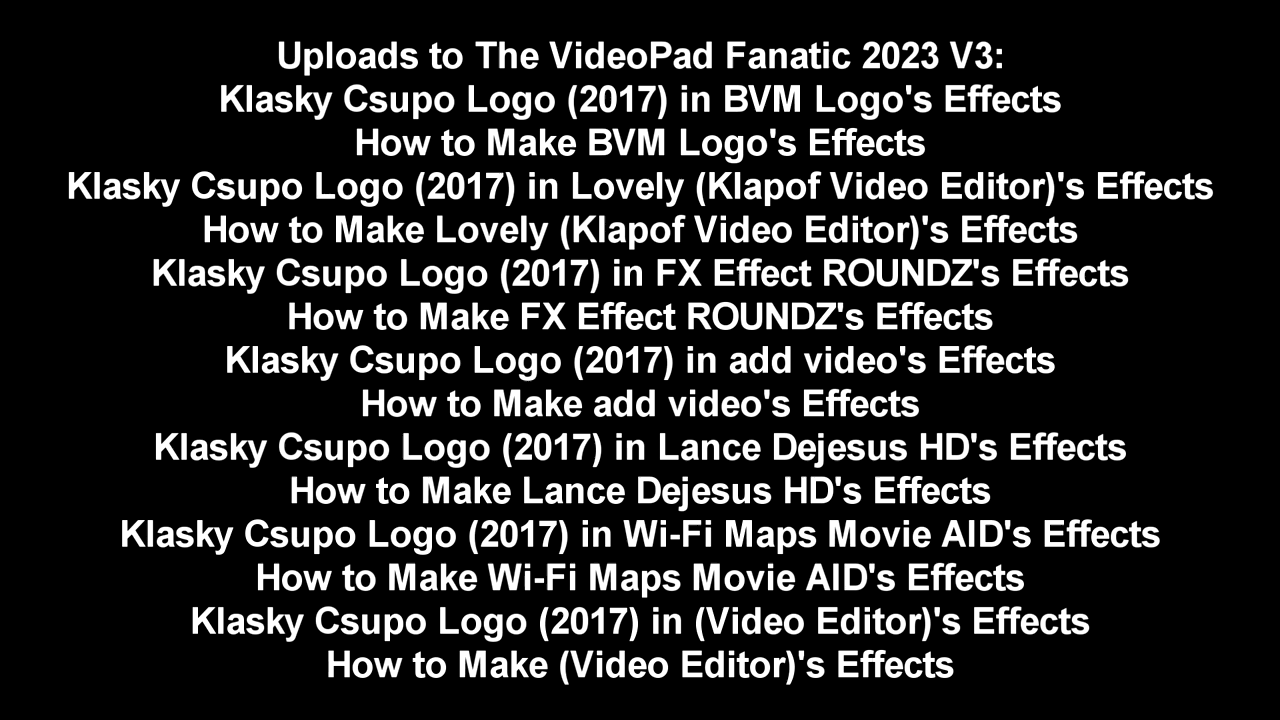 Uploads to The VideoPad Fanatic 2023 V3:
Klasky Csupo Logo (2017) in BVM Logo's Effects
How to Make BVM Logo's Effects
Klasky Csupo Logo (2017) in Lovely (Klapof Video Editor)'s Effects
How to Make Lovely (Klapof Video Editor)'s Effects
Klasky Csupo Logo (2017) in FX Effect ROUNDZ's Effects
How to Make FX Effect ROUNDZ's Effects
Klasky Csupo Logo (2017) in add video's Effects
How to Make add video's Effects
Klasky Csupo Logo (2017) in Lance Dejesus HD's Effects
How to Make Lance Dejesus HD's Effects
Klasky Csupo Logo (2017) in Wi-Fi Maps Movie AID's Effects
How to Make Wi-Fi Maps Movie AID's Effects
Klasky Csupo Logo (2017) in (Video Editor)'s Effects
How to Make (Video Editor)'s Effects